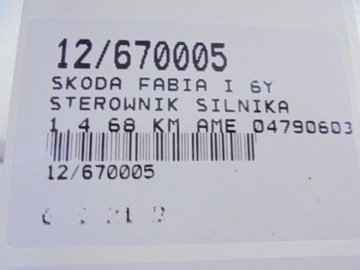 12/670005
SKODA FABIA I 6Y
STEROWNIK SILNIKA
1 4 68 KM AME 04790603
12/670005